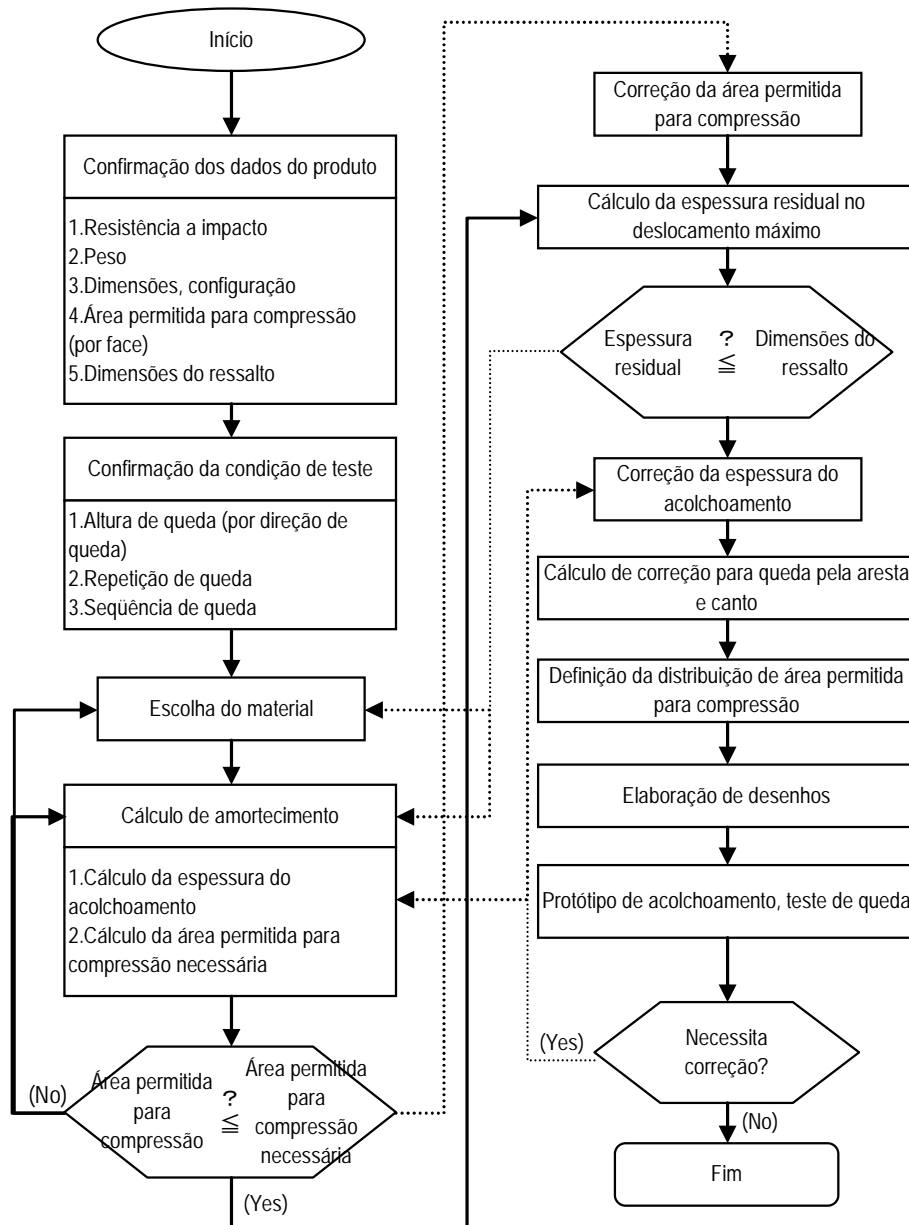 Início
Confirmação dos dados do produto
1.Resistência a impacto
2.Peso
3.Dimensões, configuração
4.Área permitida para compressão
(por face)
5.Dimensões do ressalto
Confirmação da condição de teste
1.Altura de queda (por direção de
queda)
2.Repetição de queda
3.Seqüência de queda
Escolha do material
Cálculo de amortecimento
1.Cálculo da espessura do
acolchoamento
2.Cálculo da área permitida para
compressão necessária
(No)
Área permitida
para
compressão
?
≦
Área permitida
para
compressão
necessária
(Yes)
Correção da área permitida
para compressão
Cálculo da espessura residual no
deslocamento máximo
Espessura
residual
?
≦
Dimensões do
ressalto
Correção da espessura do
acolchoamento
Cálculo de correção para queda pela aresta
e canto
Definição da distribuição de área permitida
para compressão
Elaboração de desenhos
Protótipo de acolchoamento, teste de queda
(Yes)
Necessita
correção?
(No)
Fim